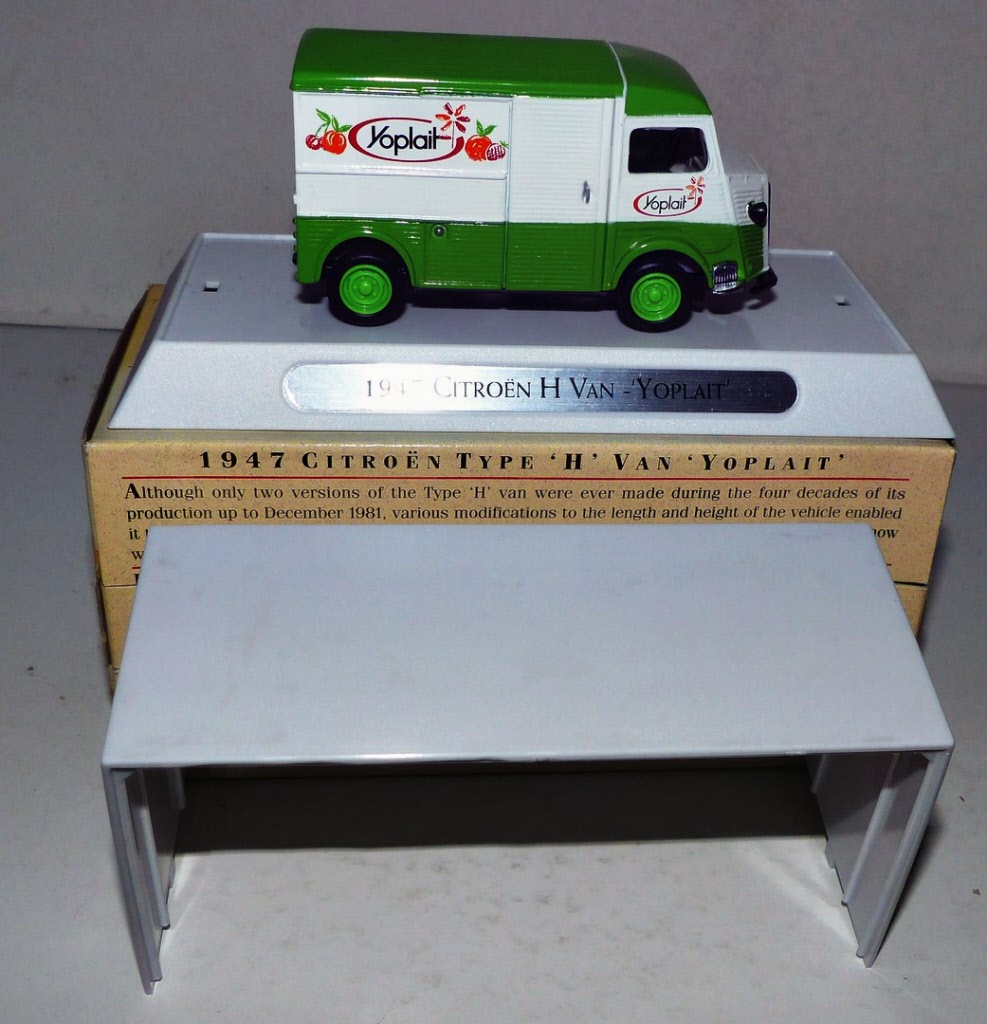 Yoplait
Yoplait
1947 CITROËN H VAN - 'YOPLAIT'
1947 CITROËN TYPE ‘H’ VAN ‘YOPLAIT’
Although only two versions of the Type ‘H’ van were ever made during the four decades of its
production up to December 1981, various modifications to the length and height of the vehicle enabled
it